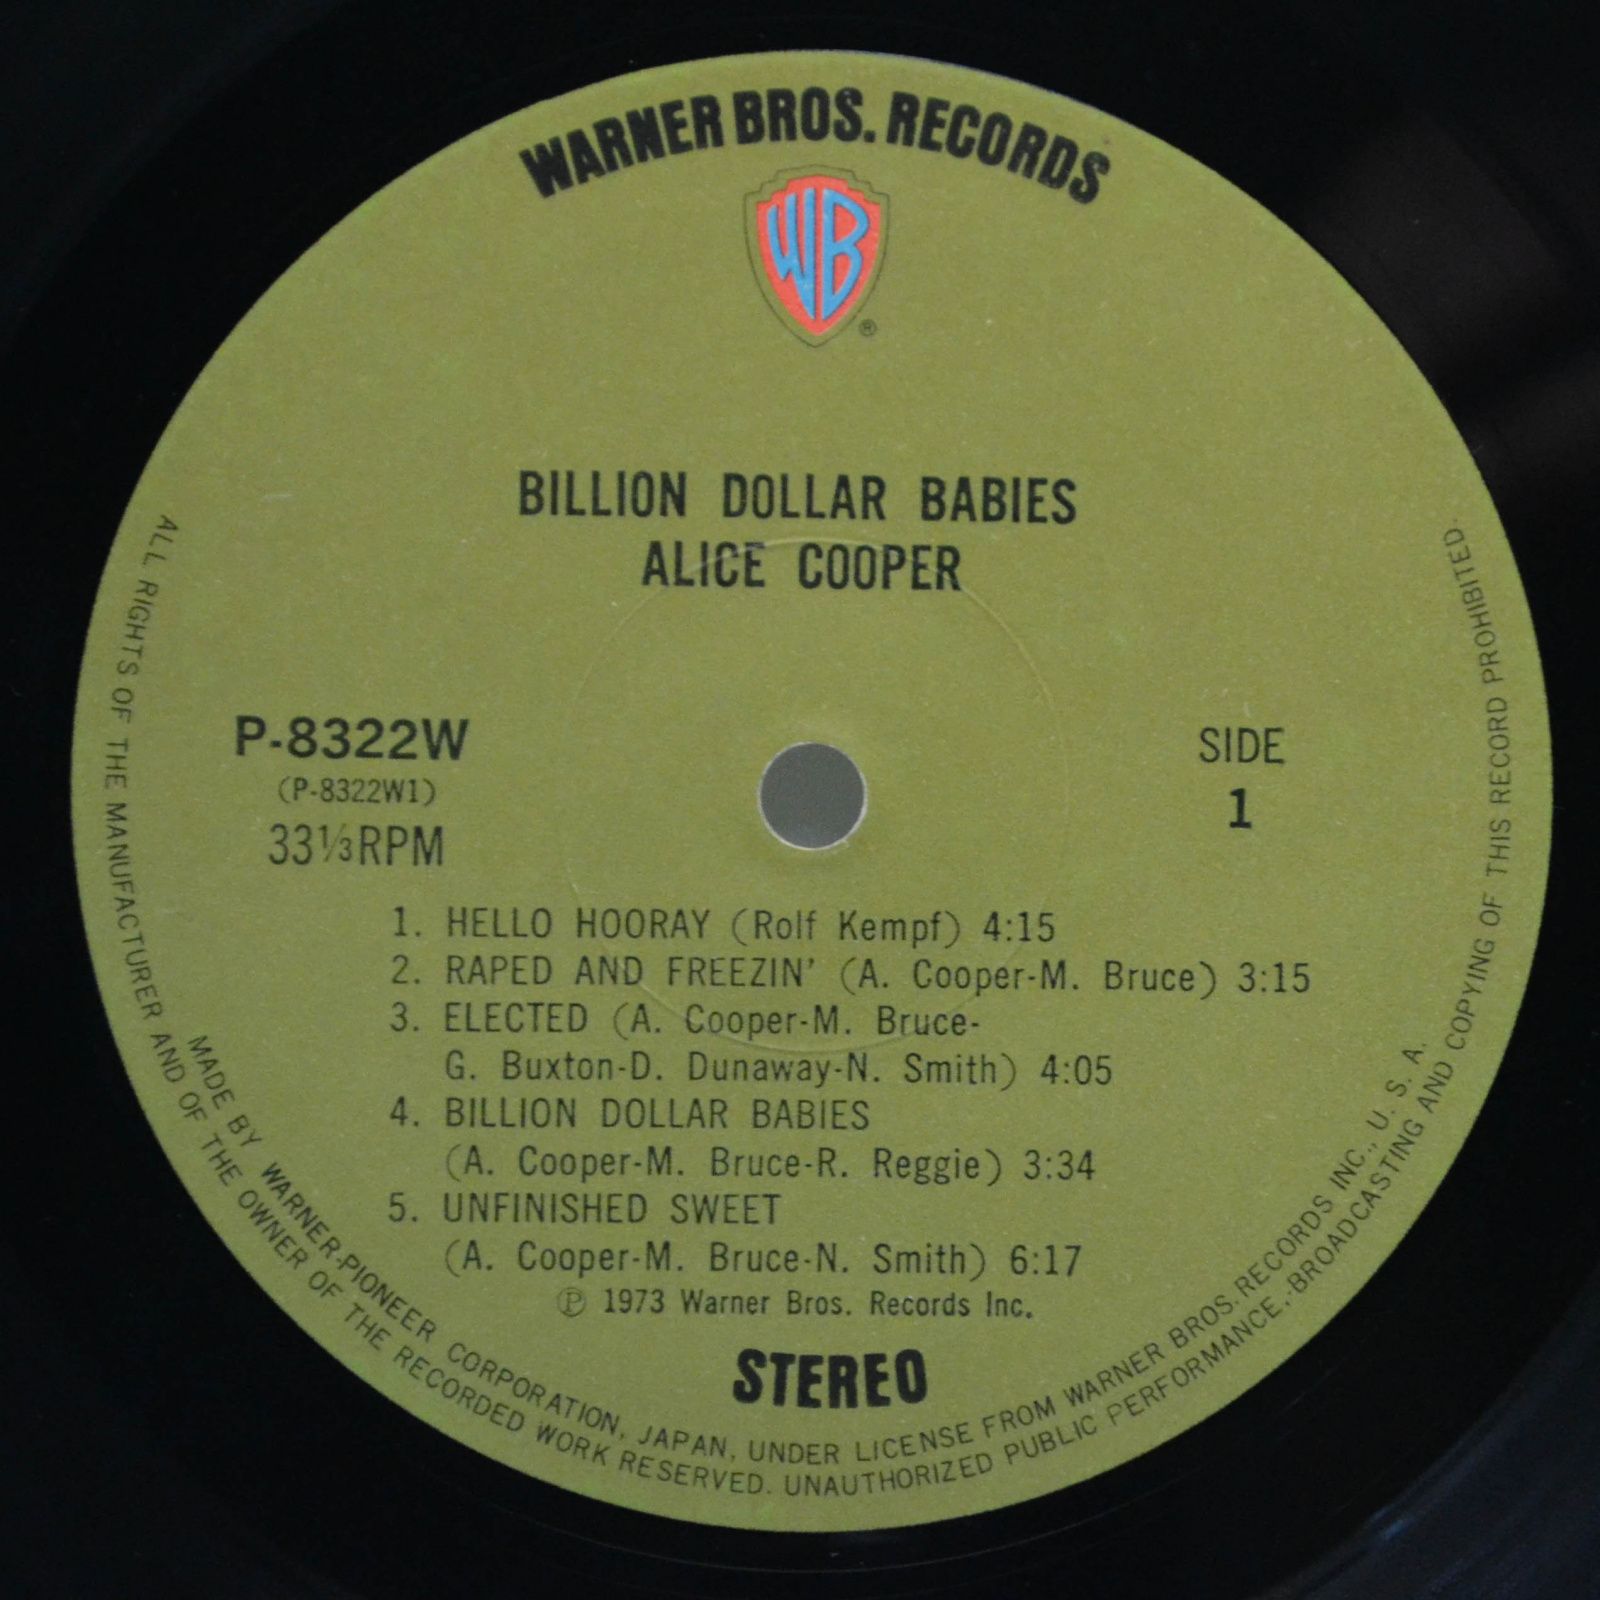 WARNER BROS. RECORDS
WB
®
BILLION DOLLAR BABIES
ALICE COOPER
P-8322W
(P-8322W1)
33⅓RPM
SIDE
1
1. HELLO HOORAY (Rolf Kempf) 4:15
2. RAPED AND FREEZIN' (A. Cooper-M. Bruce) 3:15
3. ELECTED (A. Cooper-M. Bruce-
G. Buxton-D. Dunaway-N. Smith) 4:05
4. BILLION DOLLAR BABIES
(A. Cooper-M. Bruce-R. Reggie) 3:34
5. UNFINISHED SWEET
(A. Cooper-M. Bruce-N. Smith) 6:17
℗ 1973 Warner Bros. Records Inc.
STEREO
MADE BY WARNER-PIONEER CORPORATION, JAPAN, UNDER LICENSE FROM WARNER BROS. RECORDS INC., U. S. A.
ALL RIGHTS OF THE MANUFACTURER AND OF THE OWNER OF THE RECORDED WORK RESERVED. UNAUTHORIZED PUBLIC PERFORMANCE, BROADCASTING AND COPYING OF THIS RECORD PROHIBITED.